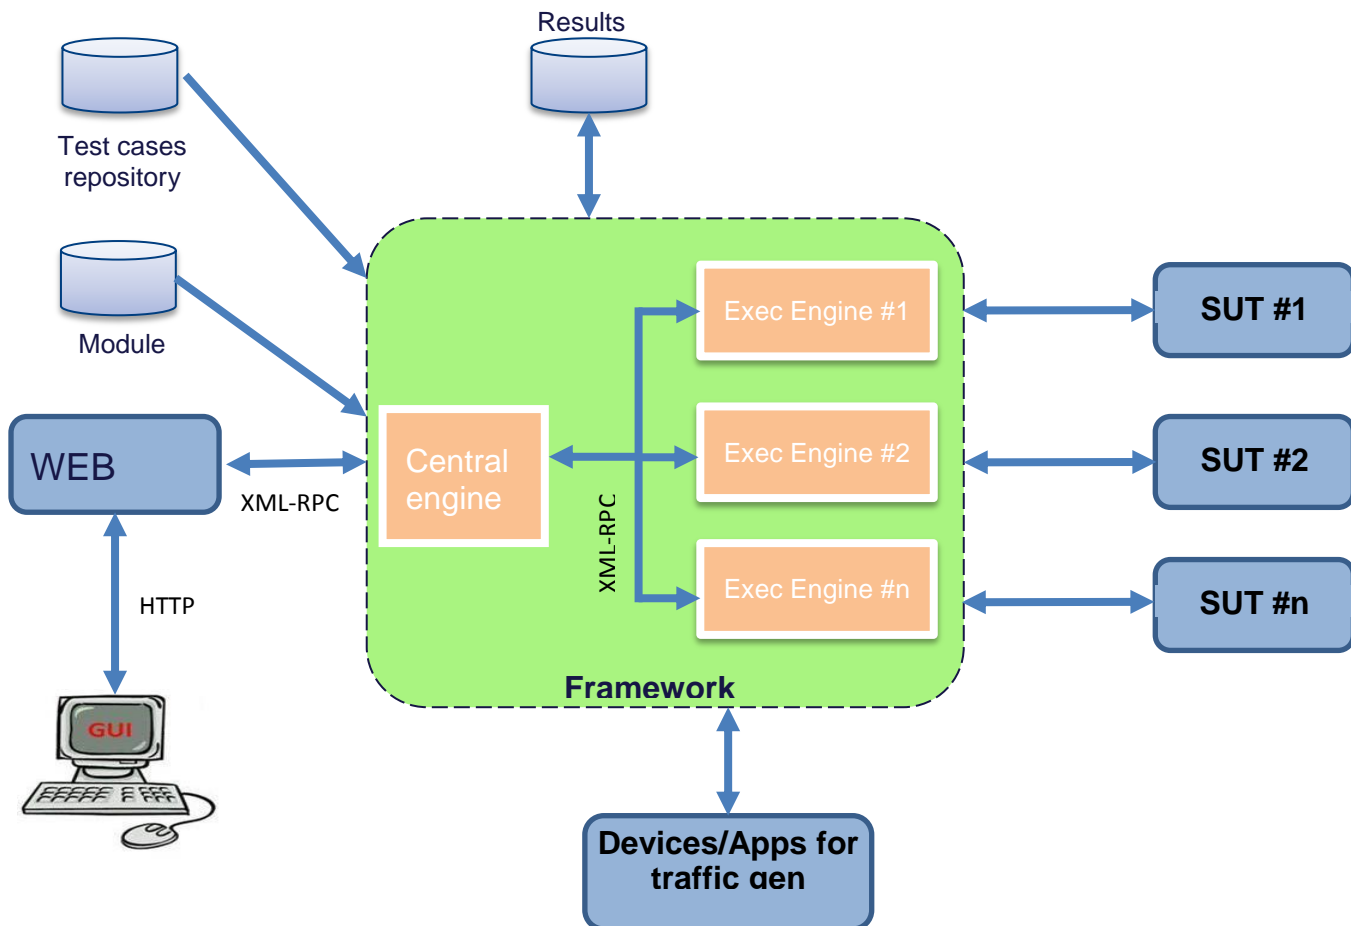 Results
Test cases
repository
Module
WEB
XML-RPC
HTTP
GUI
Central
engine
XML-RPC
Exec Engine #1
Exec Engine #2
Exec Engine #n
Framework
SUT #1
SUT #2
SUT #n
Devices/Apps for
traffic gen